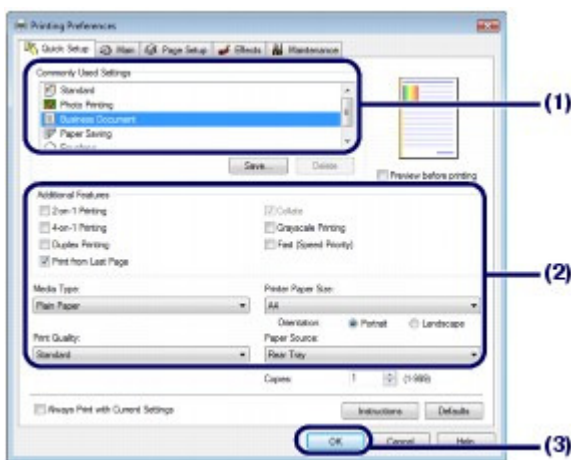 Printing Preferences
Quick Setup Main Page Setup Effects Maintenance
Commonly Used Settings
Standard
Photo Printing
Business Document
Paper Saving
Envelope
(1)
Save... Delete
Preview before printing
Additional Features
2-on-1 Printing Collate
4-on-1 Printing Grayscale Printing
Duplex Printing Fast (Speed Priority)
Print from Last Page
(2)
Media Type: Printer Paper Size:
Plain Paper A4
Orientation: Portrait Landscape
Print Quality: Paper Source:
Standard Rear Tray
Copies: 1 (1-999)
Always Print with Current Settings Instructions Defaults
OK Cancel Help
(3)